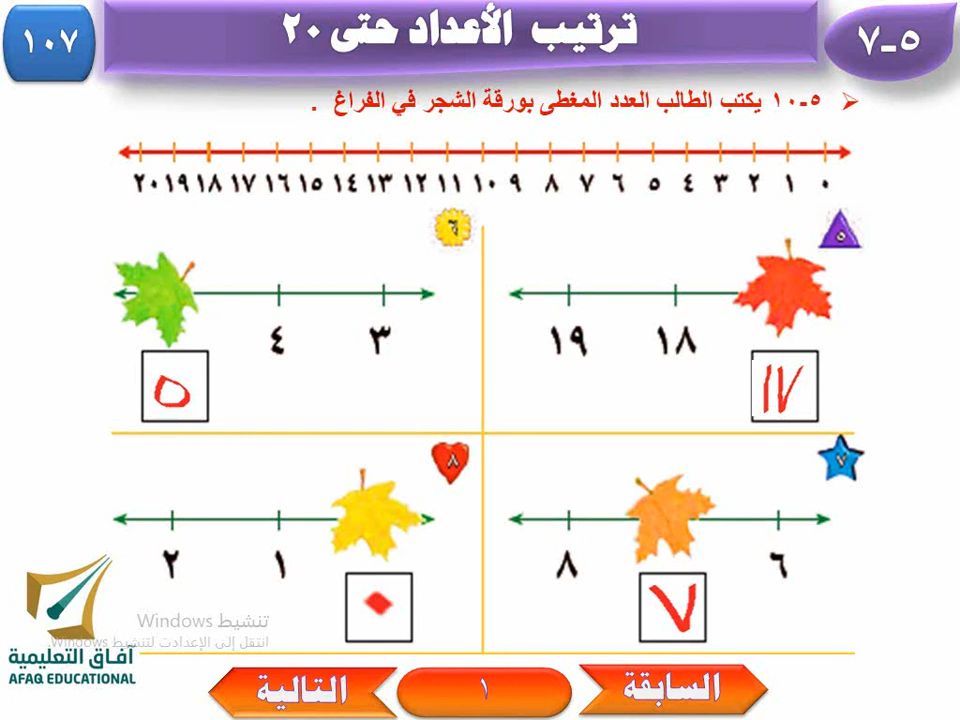 ٥-٧
ترتيب الأعداد حتى ٢٠
١٠٧
٥-١٠ يكتب الطالب العدد المغطى بورقة الشجر في الفراغ .
٠ ١ ٢ ٣ ٤ ٥ ٦ ٧ ٨ ٩ ١٠ ١١ ١٢ ١٣ ١٤ ١٥ ١٦ ١٧ ١٨ ١٩ ٢٠
٥
١٨ ١٩
١٧
٦
٣ ٤
٥
٧
٦ ٨
٧
٨
١ ٢
٠
تنشيط Windows
انتقل إلى الإعدادت لتنشيط Windows.
آفـاق التعليمية
AFAQ EDUCATIONAL
السابقة
١
التالية